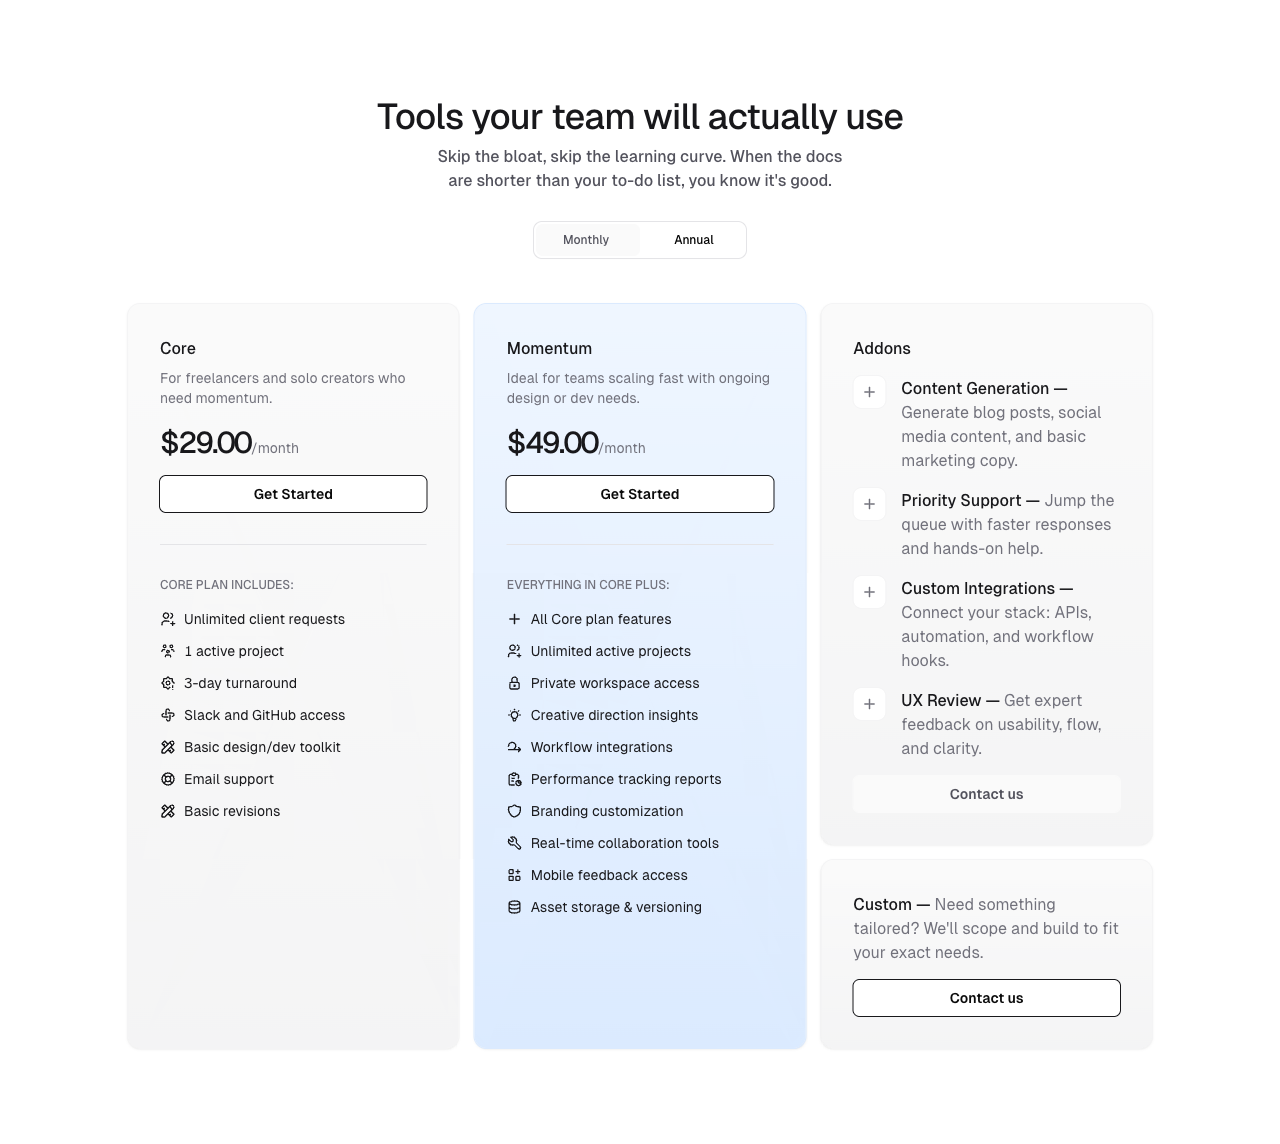 Tools your team will actually use
Skip the bloat, skip the learning curve. When the docs
are shorter than your to-do list, you know it's good.
Monthly
Annual
Core
For freelancers and solo creators who
need momentum.
$29.00/month
Get Started
CORE PLAN INCLUDES:
Unlimited client requests
1 active project
3-day turnaround
Slack and GitHub access
Basic design/dev toolkit
Email support
Basic revisions
Momentum
Ideal for teams scaling fast with ongoing
design or dev needs.
$49.00/month
Get Started
EVERYTHING IN CORE PLUS:
All Core plan features
Unlimited active projects
Private workspace access
Creative direction insights
Workflow integrations
Performance tracking reports
Branding customization
Real-time collaboration tools
Mobile feedback access
Asset storage & versioning
Addons
Content Generation —
Generate blog posts, social
media content, and basic
marketing copy.
Priority Support — Jump the
queue with faster responses
and hands-on help.
Custom Integrations —
Connect your stack: APIs,
automation, and workflow
hooks.
UX Review — Get expert
feedback on usability, flow,
and clarity.
Contact us
Custom — Need something
tailored? We'll scope and build to fit
your exact needs.
Contact us